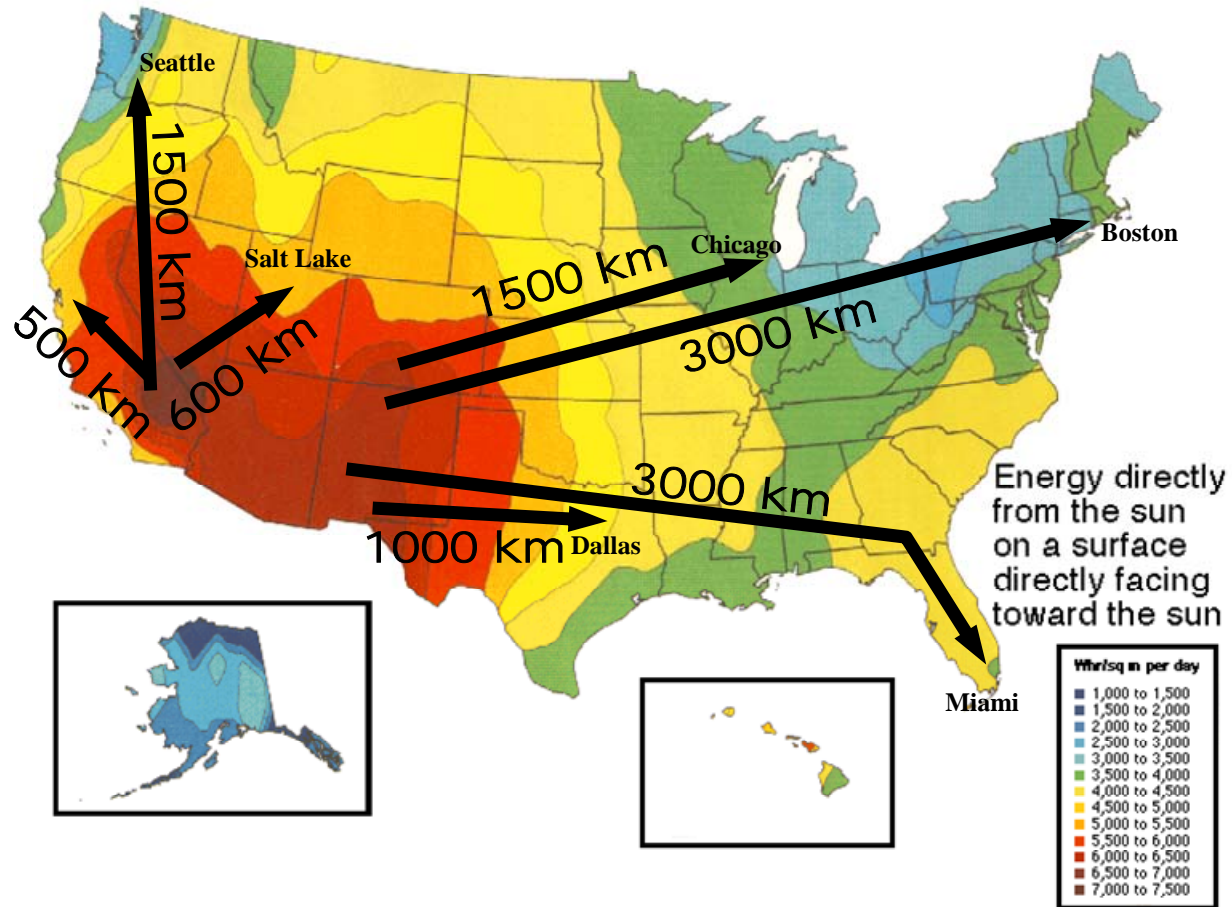 Seattle
1500 km
Salt Lake
500 km
600 km
Chicago
1500 km
Boston
3000 km
3000 km
1000 km
Dallas
Miami
Energy directly
from the sun
on a surface
directly facing
toward the sun
Whr/sq m per day
1,000 to 1,500
1,500 to 2,000
2,000 to 2,500
2,500 to 3,000
3,000 to 3,500
3,500 to 4,000
4,000 to 4,500
4,500 to 5,000
5,000 to 5,500
5,500 to 6,000
6,000 to 6,500
6,500 to 7,000
7,000 to 7,500